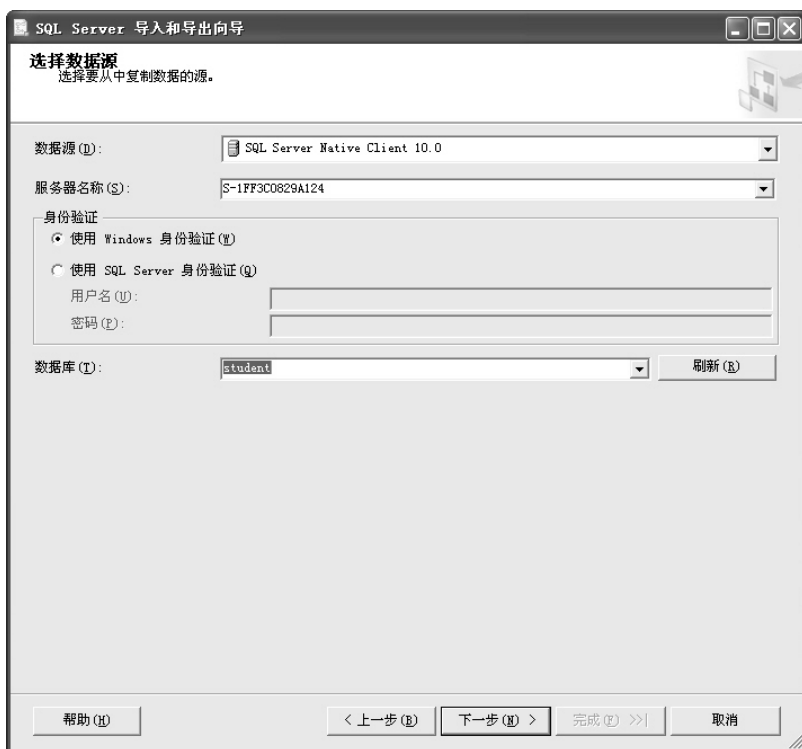 SQL Server 导入和导出向导
选择数据源
选择要从中复制数据的源。
数据源(D):
SQL Server Native Client 10.0
服务器名称(S):
S-1FF3C0829A124
身份验证
使用 Windows 身份验证(W)
使用 SQL Server 身份验证(Q)
用户名(U):
密码(P):
数据库(T):
student
刷新(R)
帮助(H)
< 上一步(B)
下一步(N) >
完成(F) >>|
取消